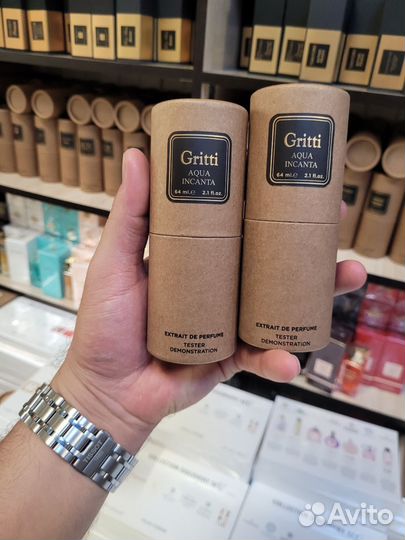 Gritti
AQUA
INCANTA
64 ml.℮ 2.1 fl.oz.
EXTRAIT DE PERFUME
TESTER
DEMONSTRATION
Gritti
AQUA
INCANTA
64 ml.℮ 2.1 fl.oz.
EXTRAIT DE PERFUME
TESTER
DEMONSTRATION
Avito